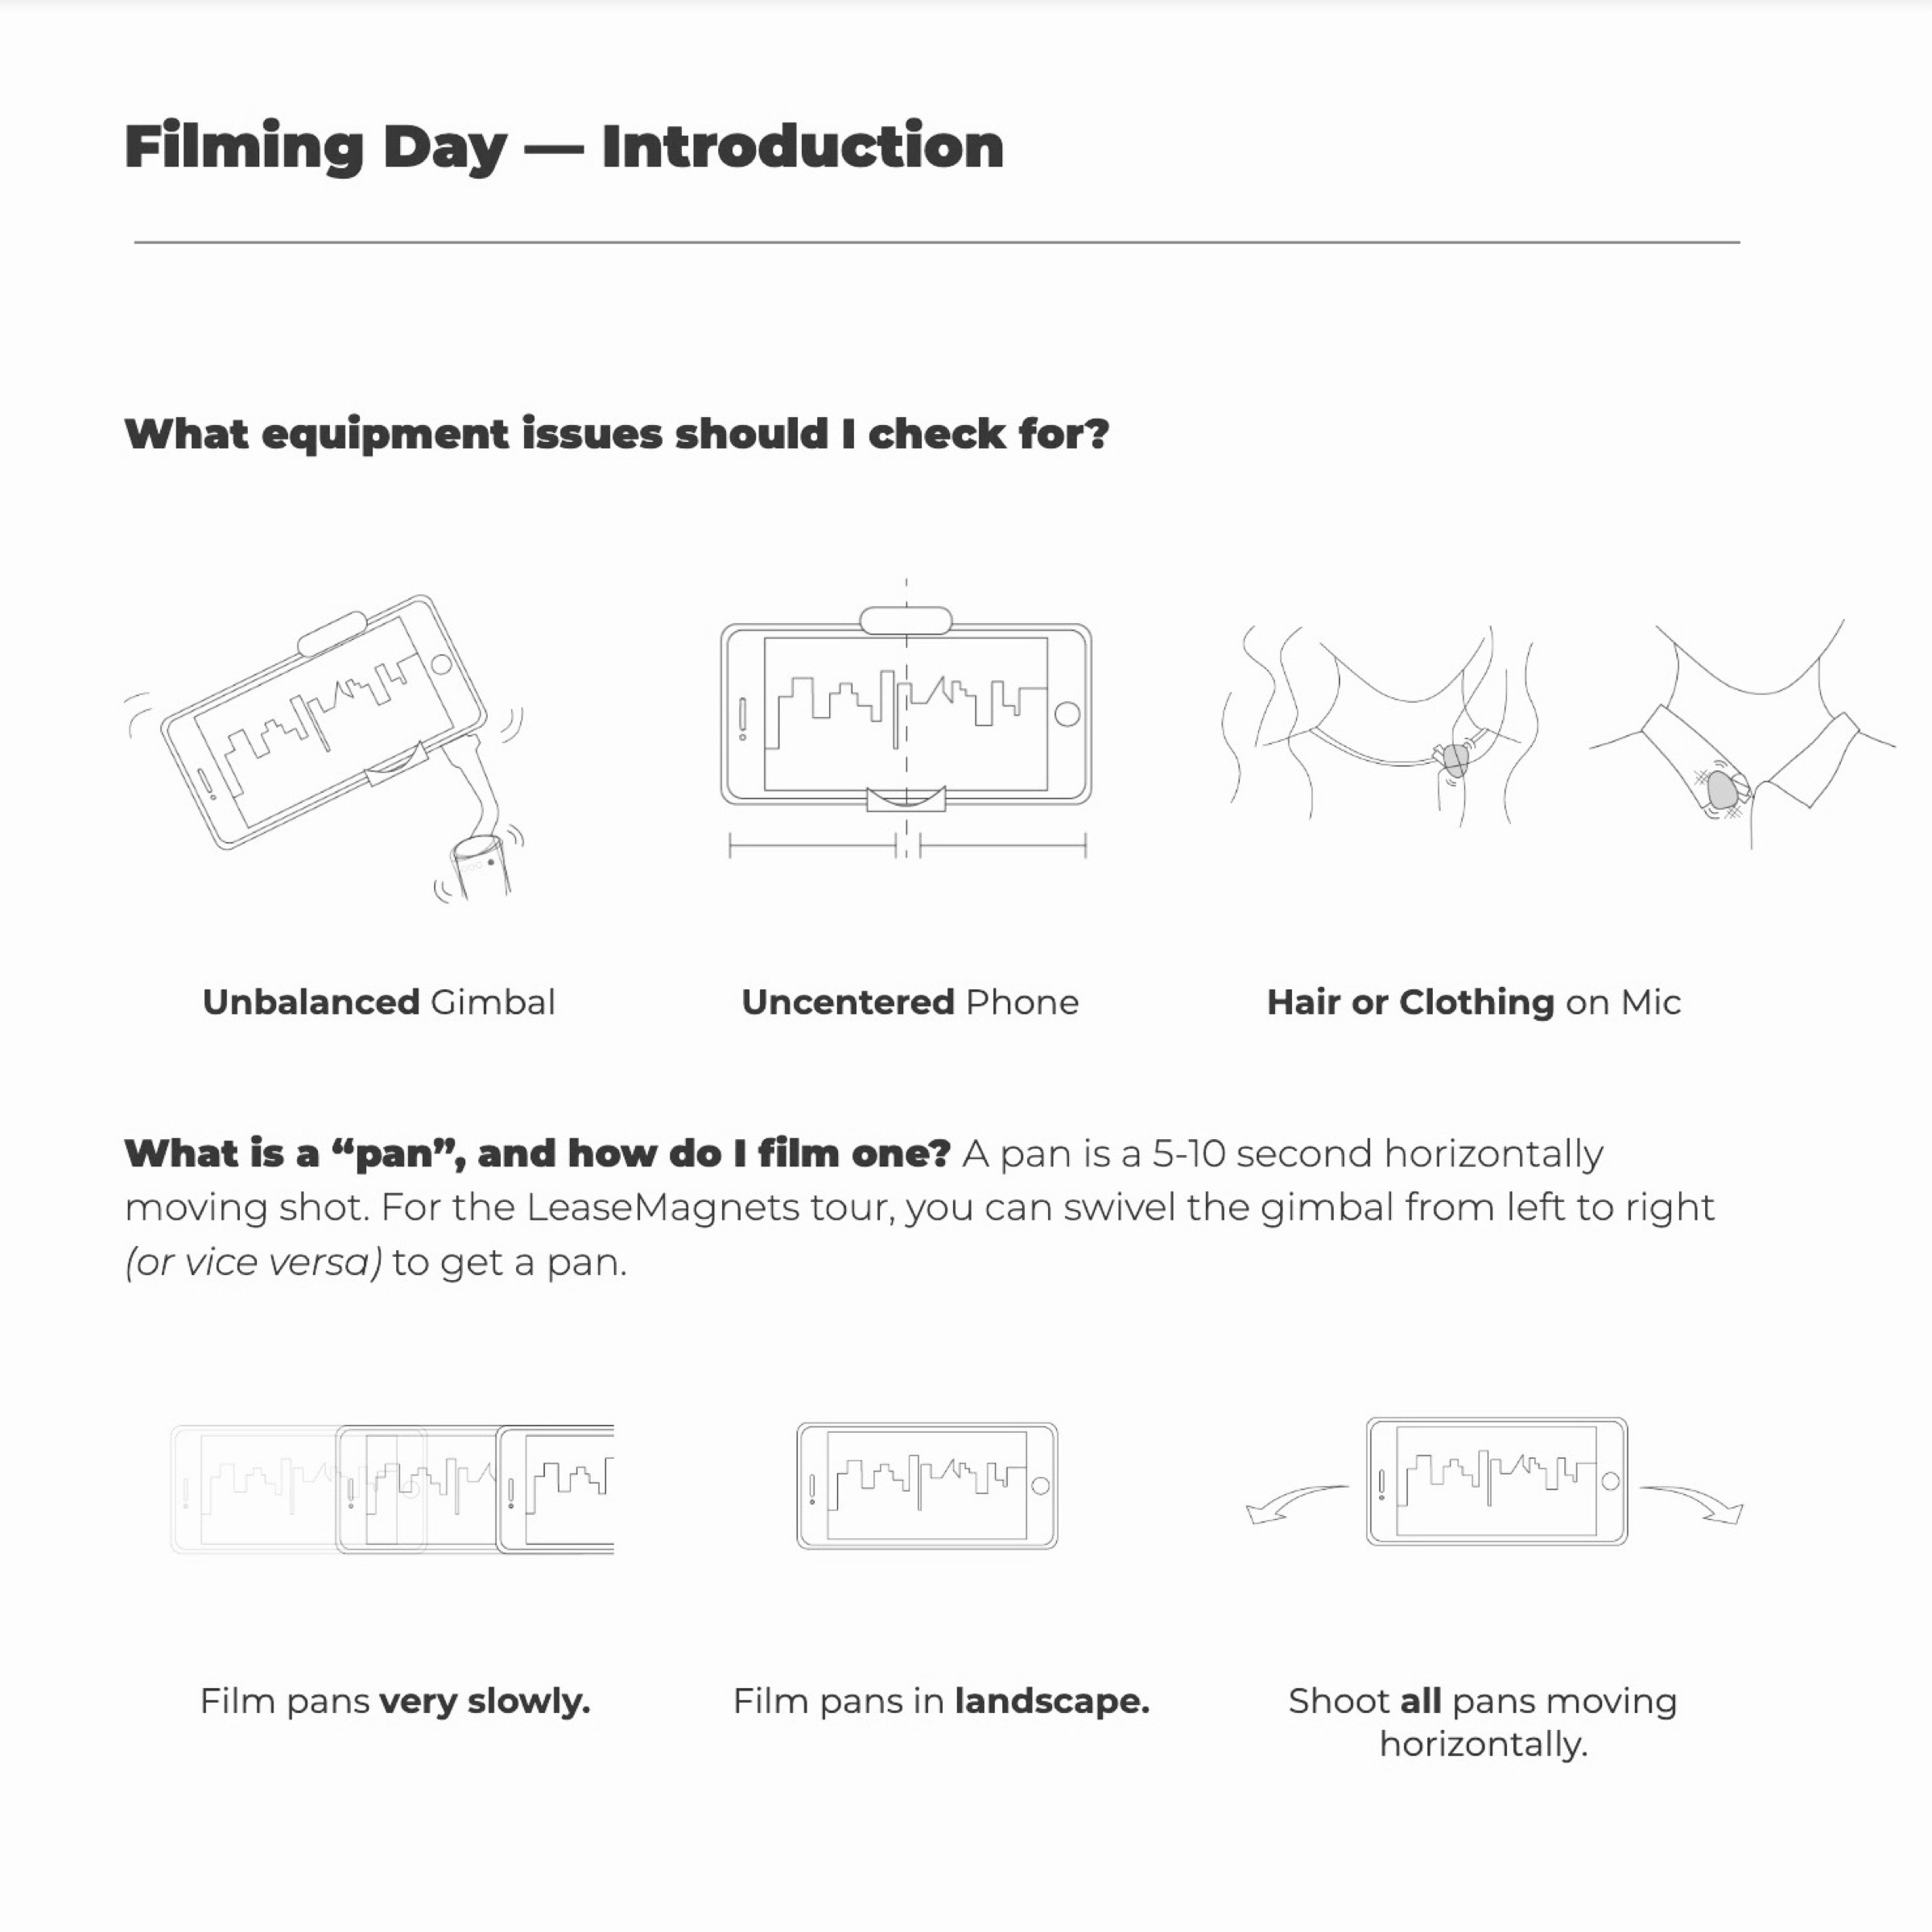 Filming Day — Introduction
What equipment issues should I check for?
Unbalanced Gimbal
Uncentered Phone
Hair or Clothing on Mic
What is a “pan”, and how do I film one? A pan is a 5-10 second horizontally
moving shot. For the LeaseMagnets tour, you can swivel the gimbal from left to right
(or vice versa) to get a pan.
Film pans very slowly.
Film pans in landscape.
Shoot all pans moving
horizontally.